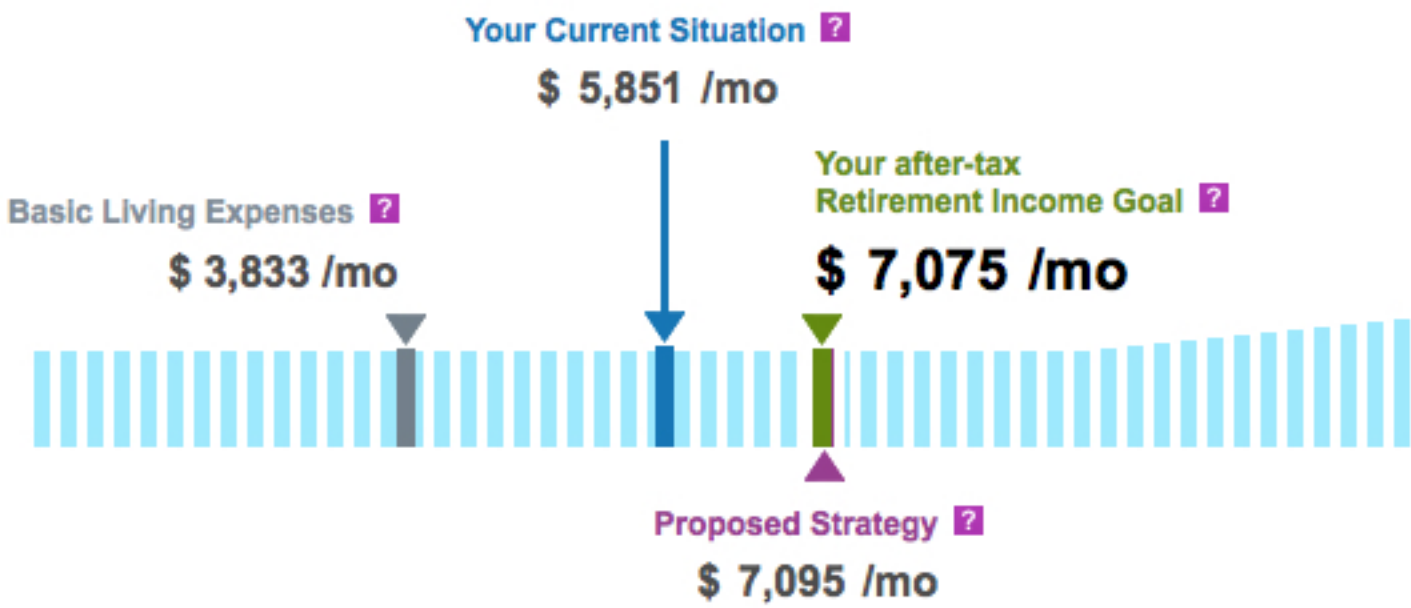 Your Current Situation ?
$ 5,851 /mo
Your after-tax
Retirement Income Goal ?
$ 7,075 /mo
Basic Living Expenses ?
$ 3,833 /mo
Proposed Strategy ?
$ 7,095 /mo